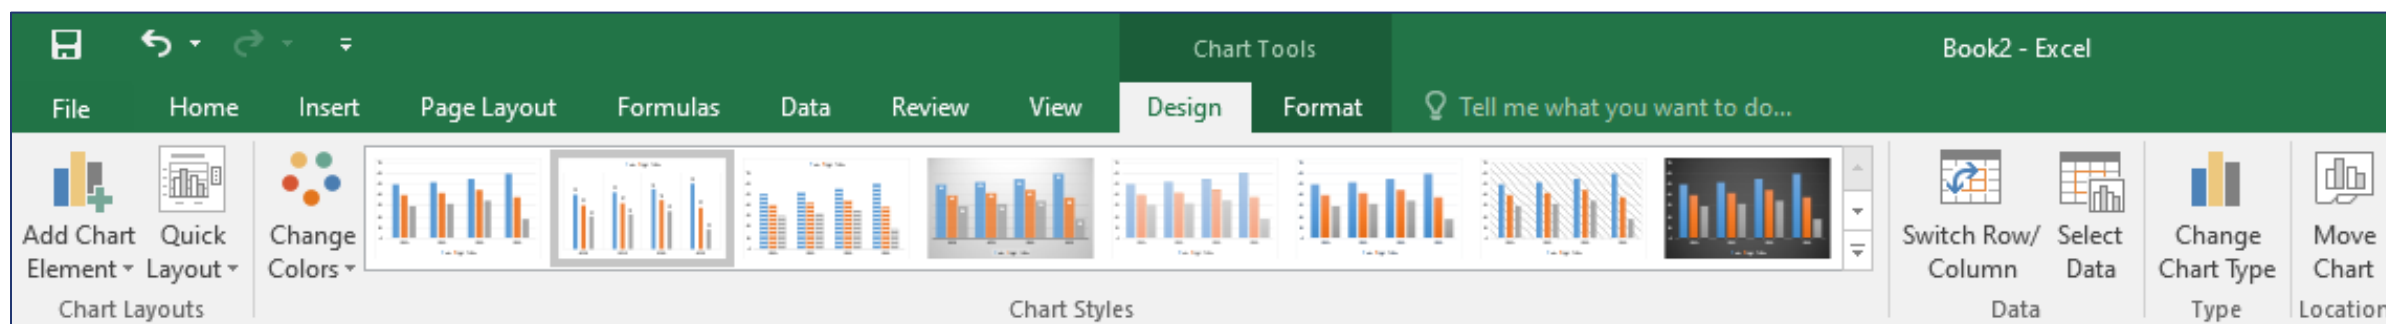 Chart Tools
Book2 - Excel
File Home Insert Page Layout Formulas Data Review View Design Format Tell me what you want to do...
Add Chart Element
Quick Layout
Change Colors
Switch Row/ Column
Select Data
Change Chart Type
Move Chart
Chart Layouts
Chart Styles
Data
Type
Location